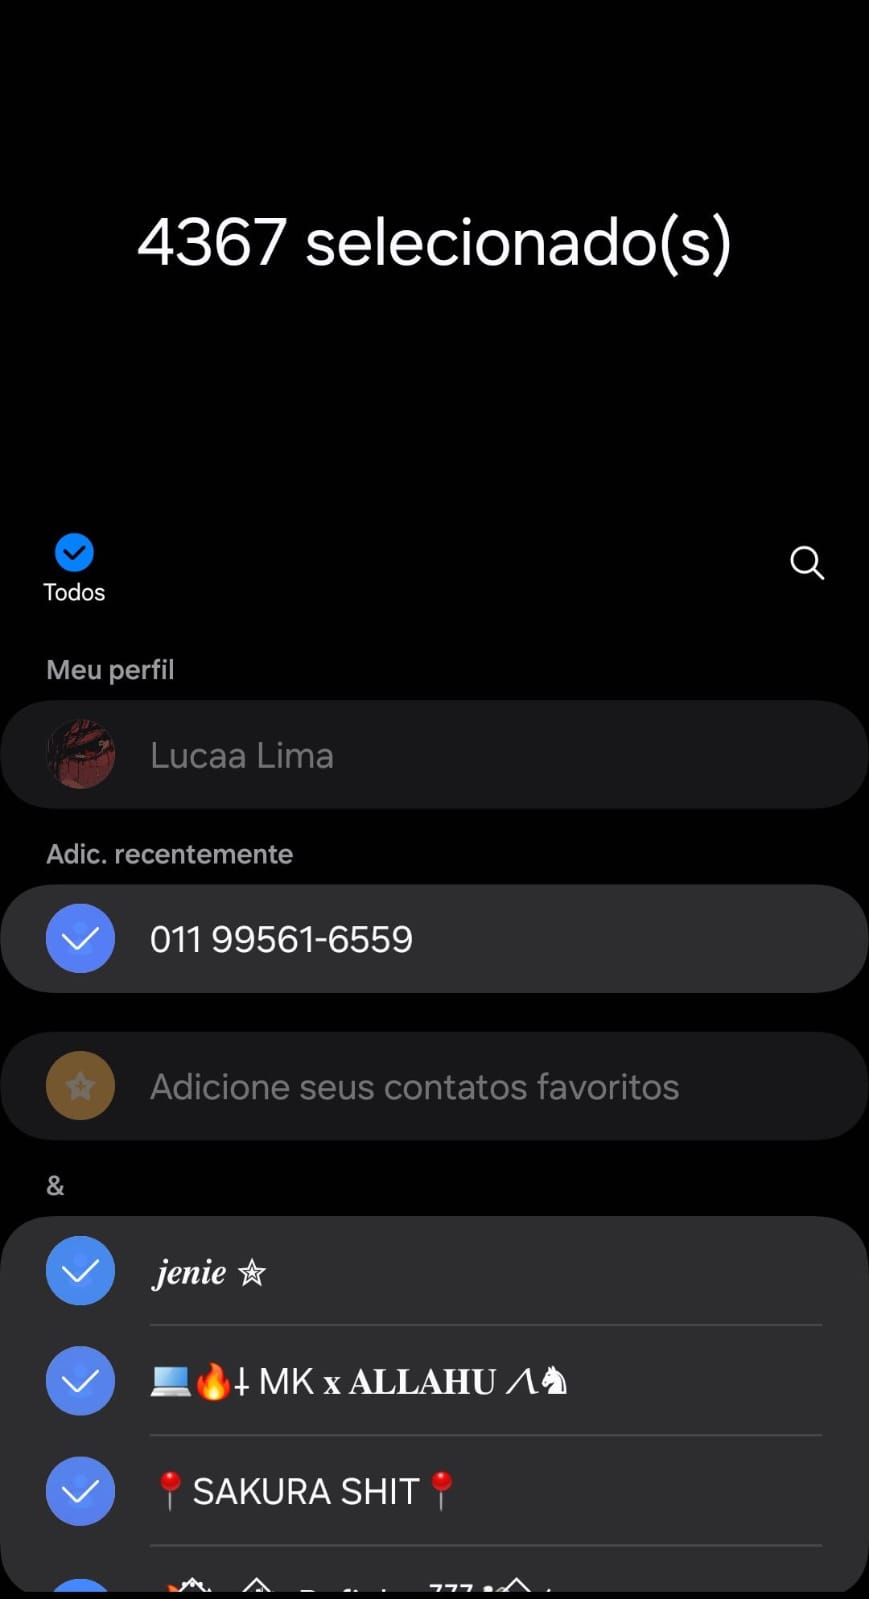 4367 selecionado(s)
Todos
Meu perfil
Lucaa Lima
Adic. recentemente
011 99561-6559
Adicione seus contatos favoritos
&
𝒋𝒆𝒏𝒊𝒆 ✯
💻🔥⸸ MK 𝐱 𝐀𝐋𝐋𝐀𝐇𝐔 Ʌ♞
📍SAKURA SHIT📍